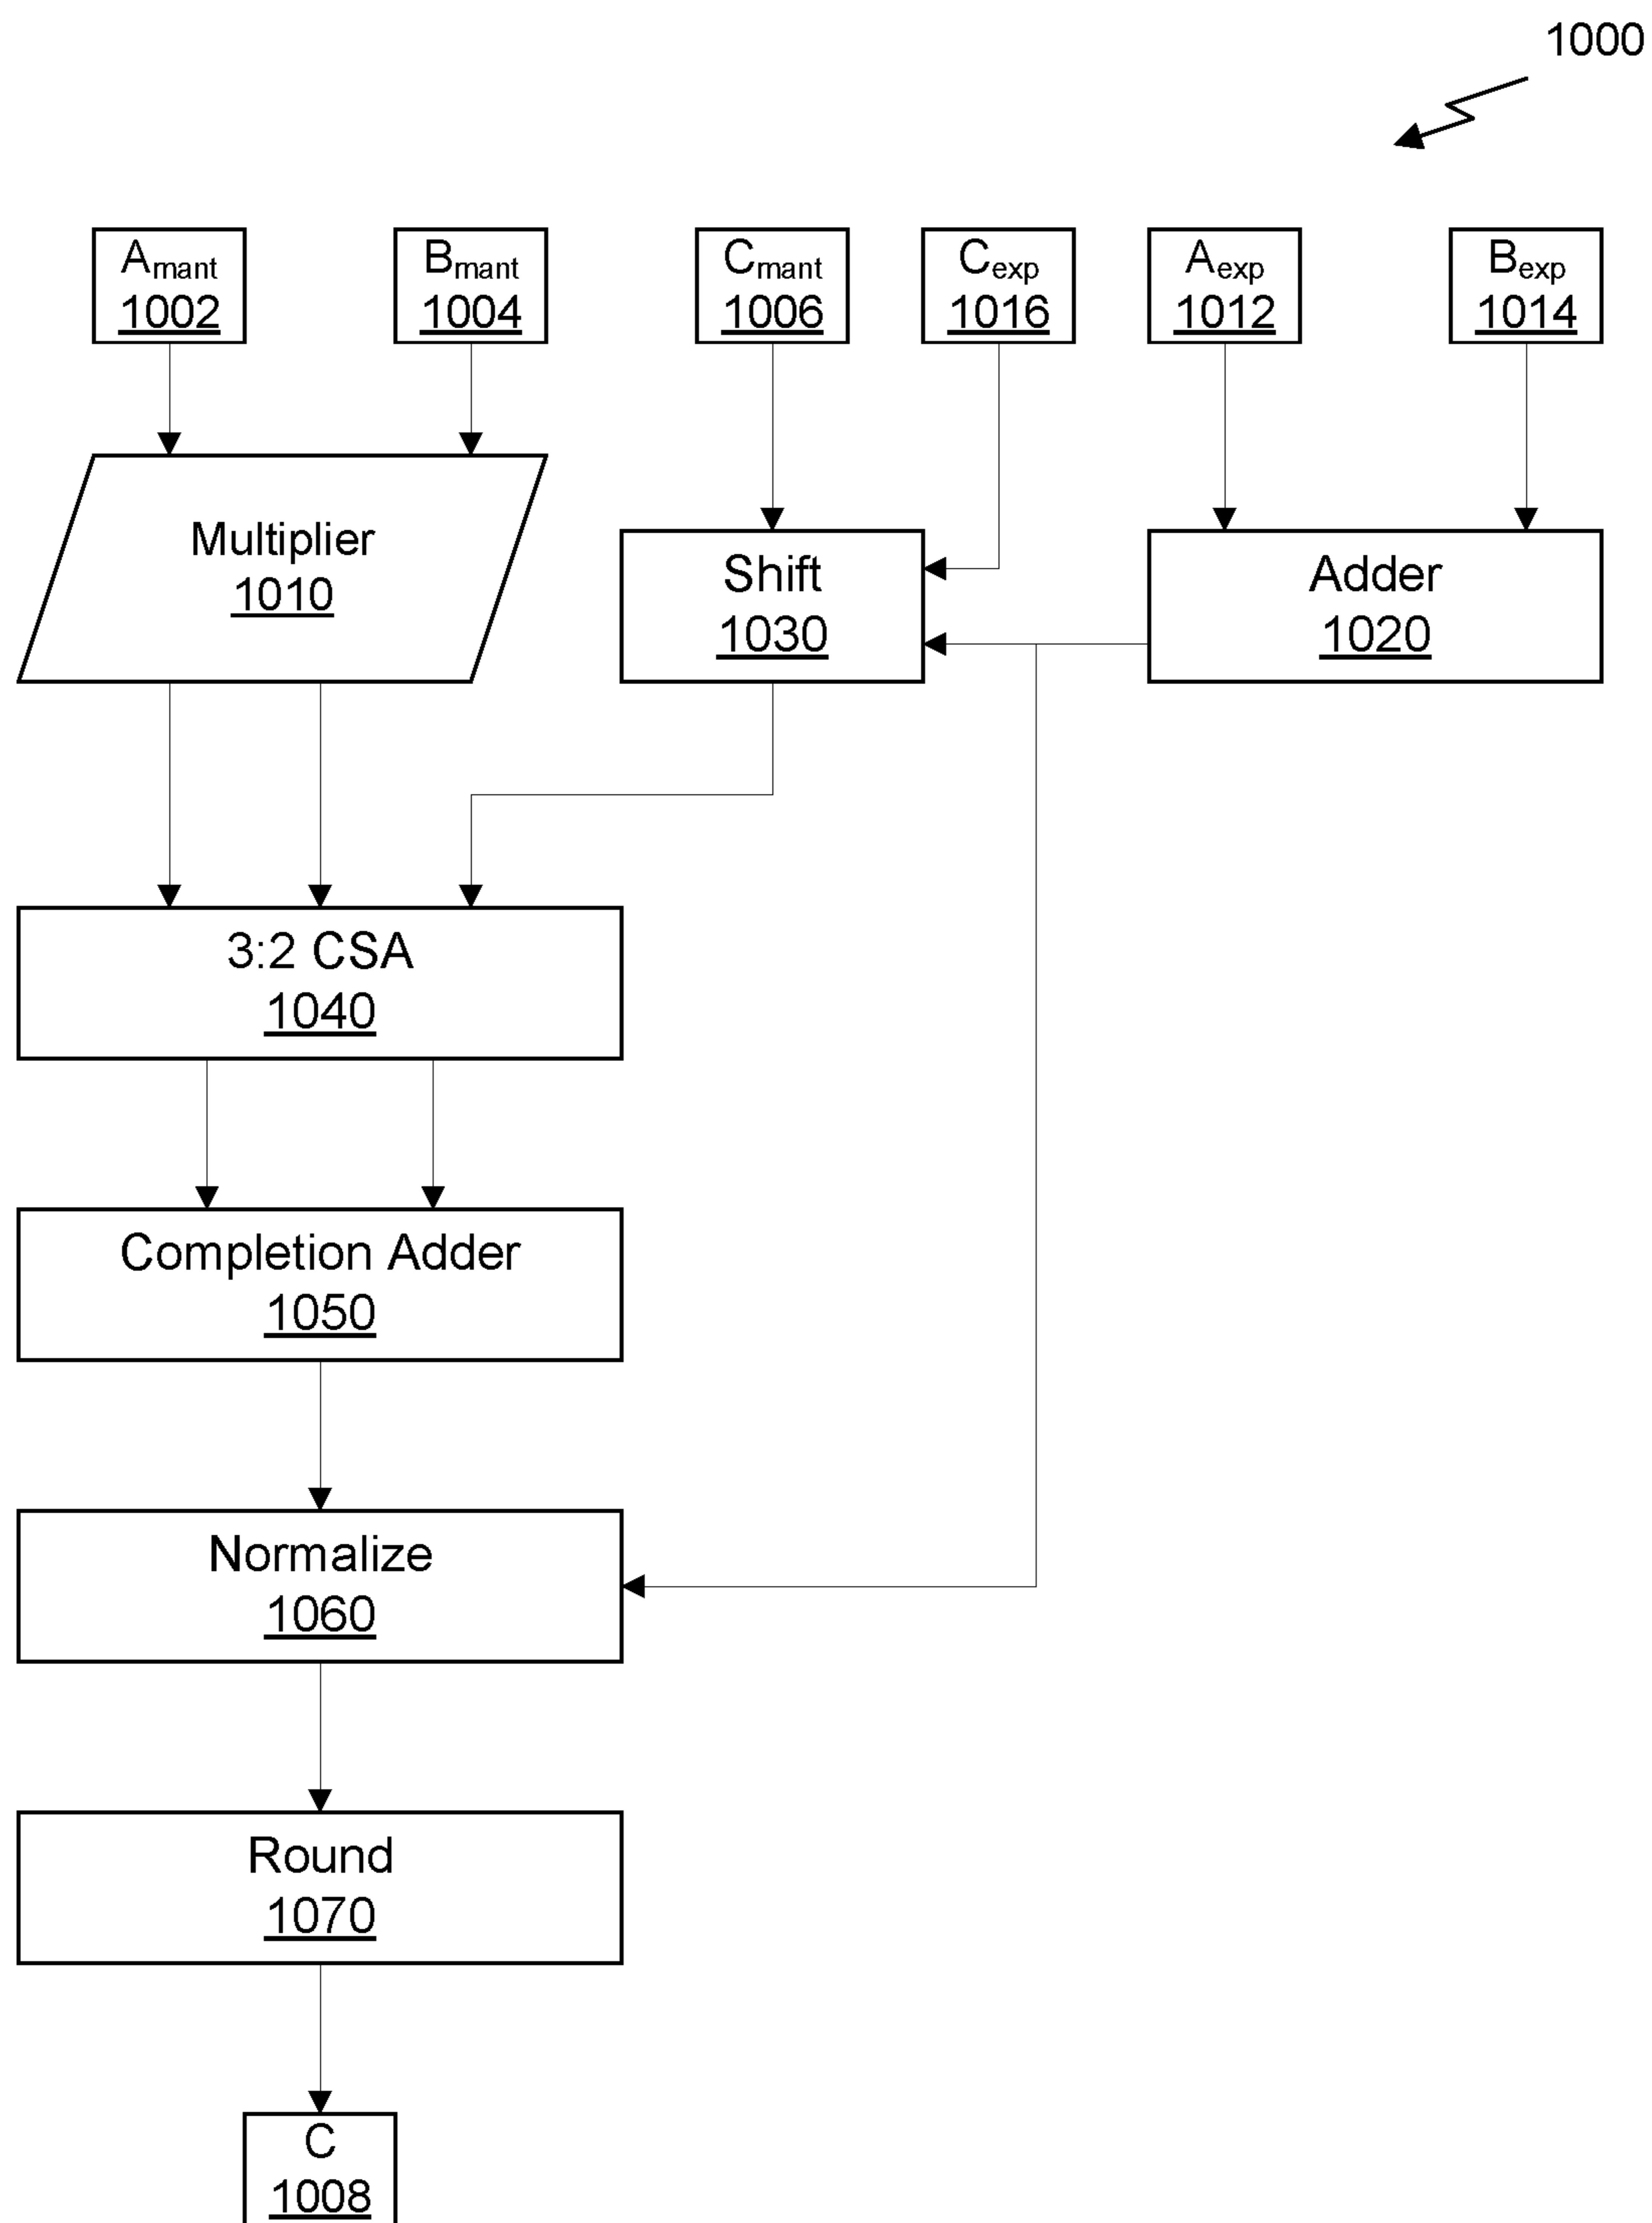 1000
Amant
1002
Bmant
1004
Cmant
1006
Cexp
1016
Aexp
1012
Bexp
1014
Multiplier
1010
Shift
1030
Adder
1020
3:2 CSA
1040
Completion Adder
1050
Normalize
1060
Round
1070
C
1008